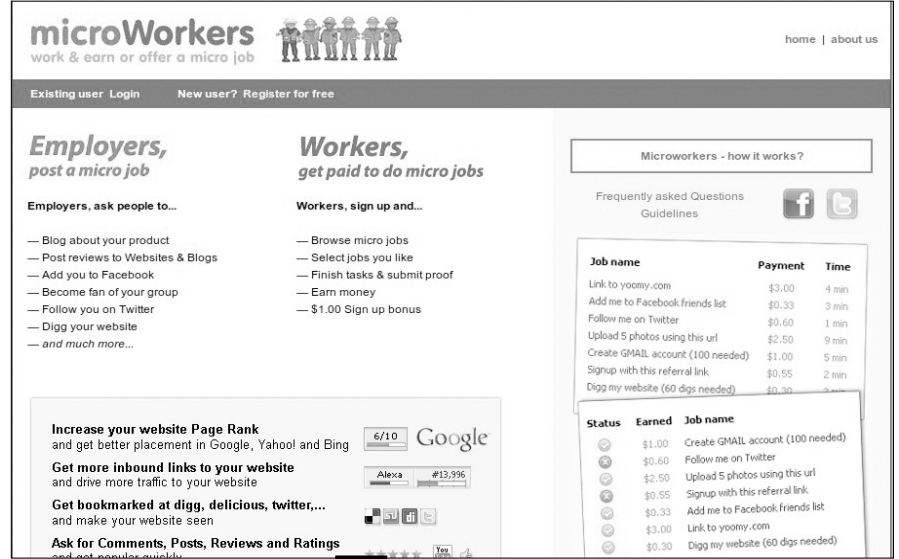 microWorkers
work & earn or offer a micro job
home | about us
Existing user Login New user? Register for free
Employers,
post a micro job
Employers, ask people to...
— Blog about your product
— Post reviews to Websites & Blogs
— Add you to Facebook
— Become fan of your group
— Follow you on Twitter
— Digg your website
— and much more...
Workers,
get paid to do micro jobs
Workers, sign up and...
— Browse micro jobs
— Select jobs you like
— Finish tasks & submit proof
— Earn money
— $1.00 Sign up bonus
Microworkers - how it works?
Frequently asked Questions
Guidelines
Job name Payment Time
Link to yoomy.com $3.00 4 min
Add me to Facebook friends list $0.33 3 min
Follow me on Twitter $0.60 1 min
Upload 5 photos using this url $2.50 9 min
Create GMAIL account (100 needed) $1.00 5 min
Signup with this referral link $0.55 2 min
Digg my website (60 digs needed) $0.30
Status Earned Job name
$1.00 Create GMAIL account (100 needed)
$0.60 Follow me on Twitter
$2.50 Upload 5 photos using this url
$0.55 Signup with this referral link
$0.33 Add me to Facebook friends list
$3.00 Link to yoomy.com
$0.30 Digg my website (60 digs needed)
Increase your website Page Rank
and get better placement in Google, Yahoo! and Bing
6/10 Google
Get more inbound links to your website
and drive more traffic to your website
Alexa #13,996
Get bookmarked at digg, delicious, twitter,...
and make your website seen
Ask for Comments, Posts, Reviews and Ratings
and get popular quickly
You